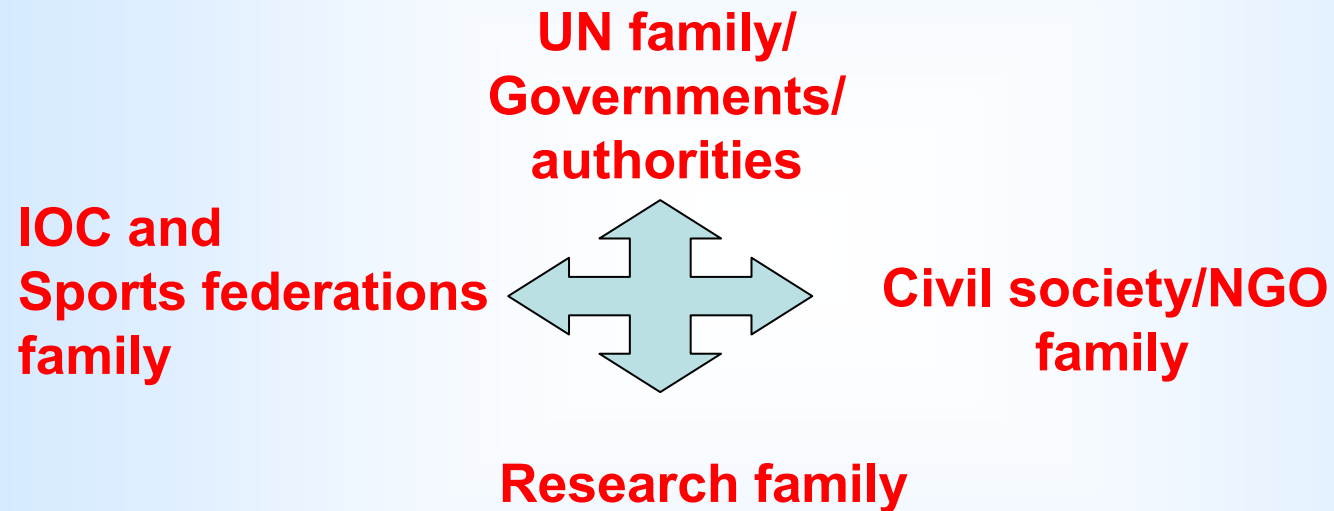 UN family/
Governments/
authorities
IOC and
Sports federations
family
Civil society/NGO
family
Research family